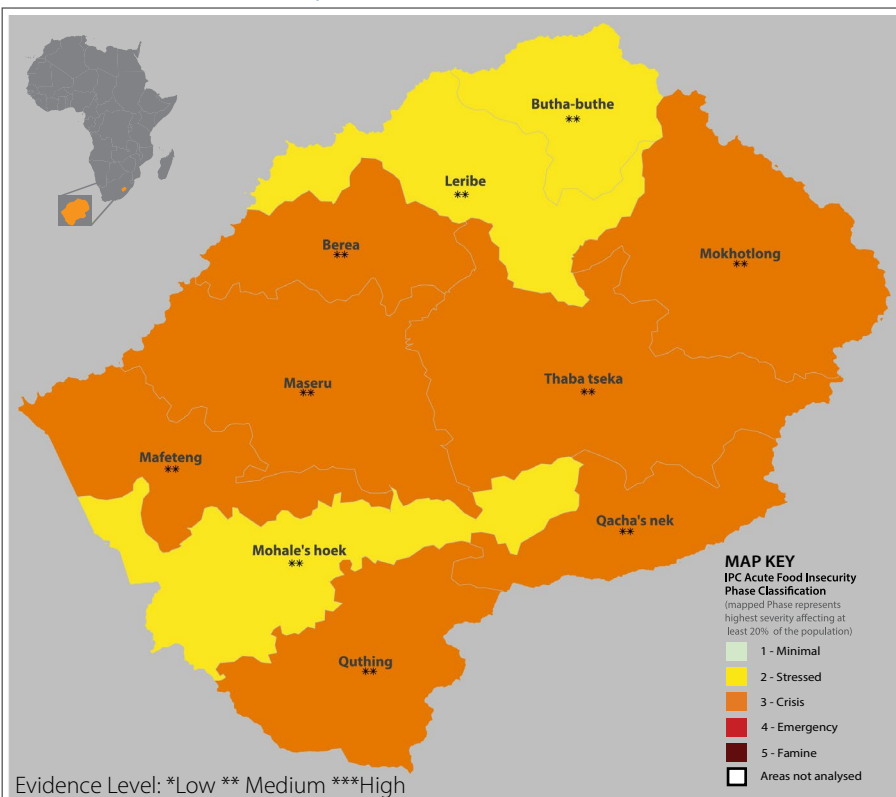 Butha-buthe
**
Leribe
**
Berea
**
Mokhotlong
**
Maseru
**
Thaba tseka
**
Mafeteng
**
Qacha's nek
**
Mohale's hoek
**
Quthing
**
MAP KEY
IPC Acute Food Insecurity
Phase Classification
(mapped Phase represents
highest severity affecting at
least 20% of the population)
1 - Minimal
2 - Stressed
3 - Crisis
4 - Emergency
5 - Famine
Areas not analysed
Evidence Level: *Low ** Medium ***High